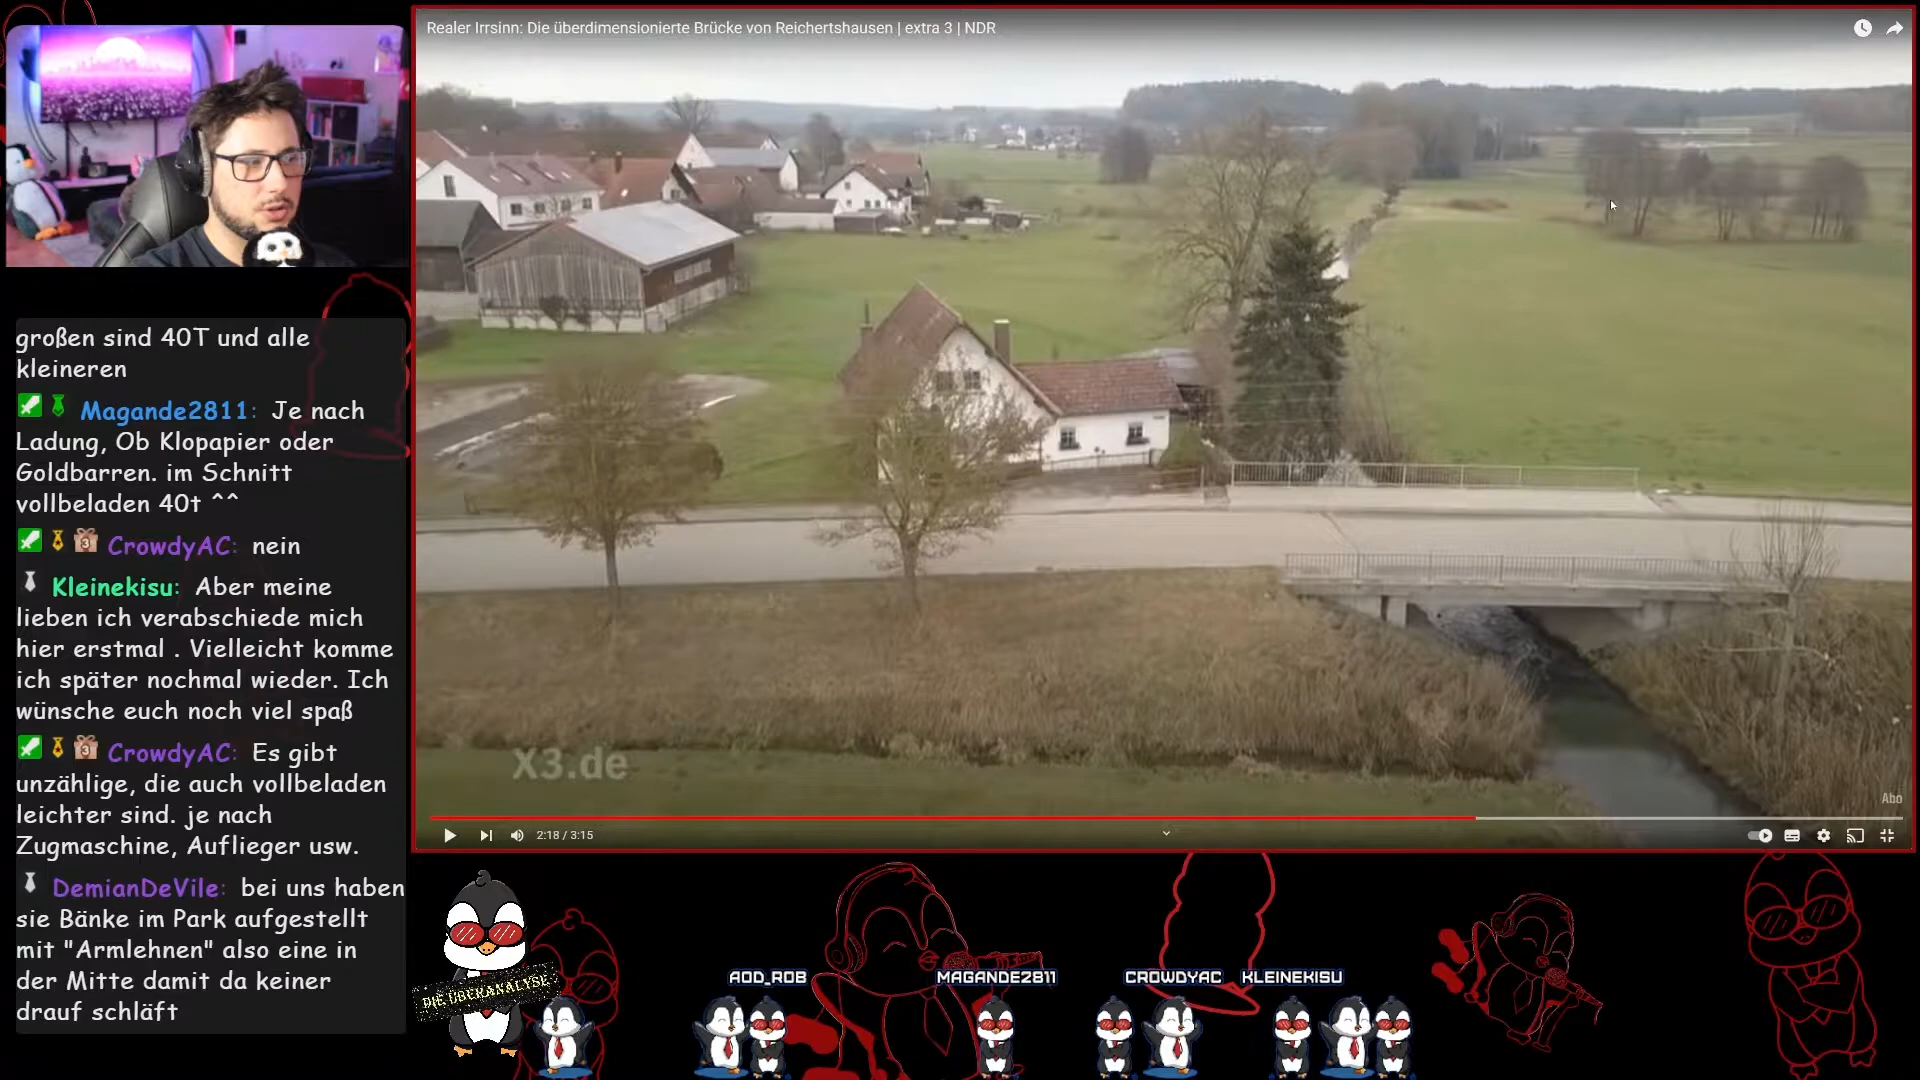 Realer Irrsinn: Die überdimensionierte Brücke von Reichertshausen | extra 3 | NDR
großen sind 40T und alle
kleineren
Magande2811: Je nach
Ladung, Ob Klopapier oder
Goldbarren. im Schnitt
vollbeladen 40t ^^
3 CrowdyAC: nein
Kleinekisu: Aber meine
lieben ich verabschiede mich
hier erstmal . Vielleicht komme
ich später nochmal wieder. Ich
wünsche euch noch viel spaß
3 CrowdyAC: Es gibt
unzählige, die auch vollbeladen
leichter sind. je nach
Zugmaschine, Auflieger usw.
DemianDeVile: bei uns haben
sie Bänke im Park aufgestellt
mit "Armlehnen" also eine in
der Mitte damit da keiner
drauf schläft
X3.de
Abo
2:18 / 3:15
DIE ÜBERANALYSE
AOD_ROB
MAGANDE2811
CROWDYAC
KLEINEKISU